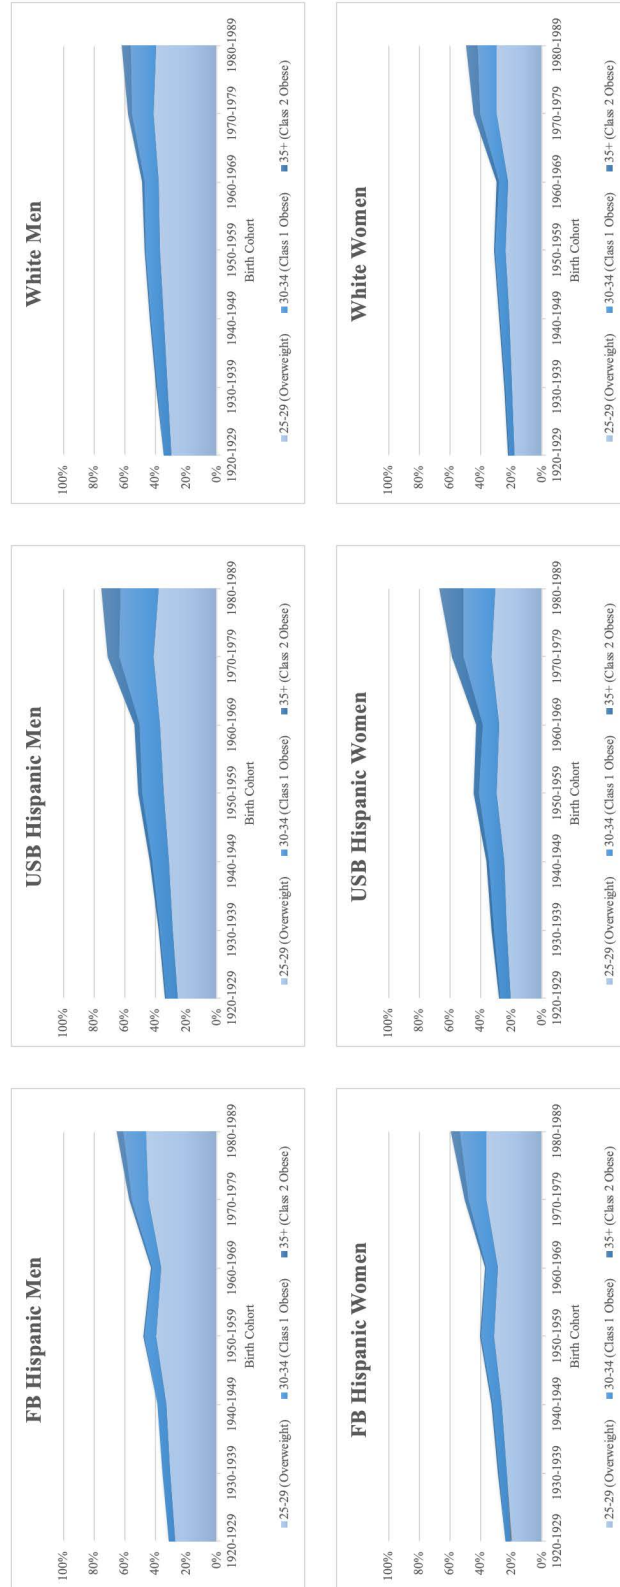 FB Hispanic Men
100%
80%
60%
40%
20%
0%
1920-1929 1930-1939 1940-1949 1950-1959 1960-1969 1970-1979 1980-1989
Birth Cohort
25-29 (Overweight) 30-34 (Class 1 Obese) 35+ (Class 2 Obese)
USB Hispanic Men
100%
80%
60%
40%
20%
0%
1920-1929 1930-1939 1940-1949 1950-1959 1960-1969 1970-1979 1980-1989
Birth Cohort
25-29 (Overweight) 30-34 (Class 1 Obese) 35+ (Class 2 Obese)
White Men
100%
80%
60%
40%
20%
0%
1920-1929 1930-1939 1940-1949 1950-1959 1960-1969 1970-1979 1980-1989
Birth Cohort
25-29 (Overweight) 30-34 (Class 1 Obese) 35+ (Class 2 Obese)
FB Hispanic Women
100%
80%
60%
40%
20%
0%
1920-1929 1930-1939 1940-1949 1950-1959 1960-1969 1970-1979 1980-1989
Birth Cohort
25-29 (Overweight) 30-34 (Class 1 Obese) 35+ (Class 2 Obese)
USB Hispanic Women
100%
80%
60%
40%
20%
0%
1920-1929 1930-1939 1940-1949 1950-1959 1960-1969 1970-1979 1980-1989
Birth Cohort
25-29 (Overweight) 30-34 (Class 1 Obese) 35+ (Class 2 Obese)
White Women
100%
80%
60%
40%
20%
0%
1920-1929 1930-1939 1940-1949 1950-1959 1960-1969 1970-1979 1980-1989
Birth Cohort
25-29 (Overweight) 30-34 (Class 1 Obese) 35+ (Class 2 Obese)